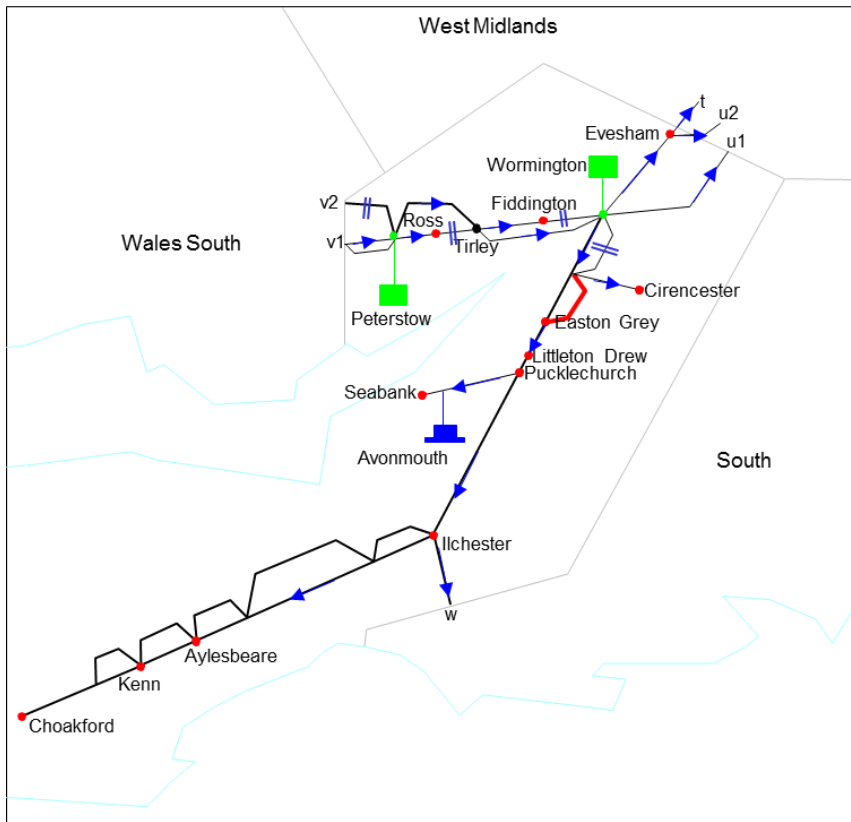 West Midlands
t
u2
Evesham
u1
Wormington
v2
Fiddington
Ross
Wales South
v1
Tirley
Cirencester
Peterstow
Easton Grey
Littleton Drew
Pucklechurch
Seabank
Avonmouth
South
Ilchester
w
Aylesbeare
Kenn
Choakford